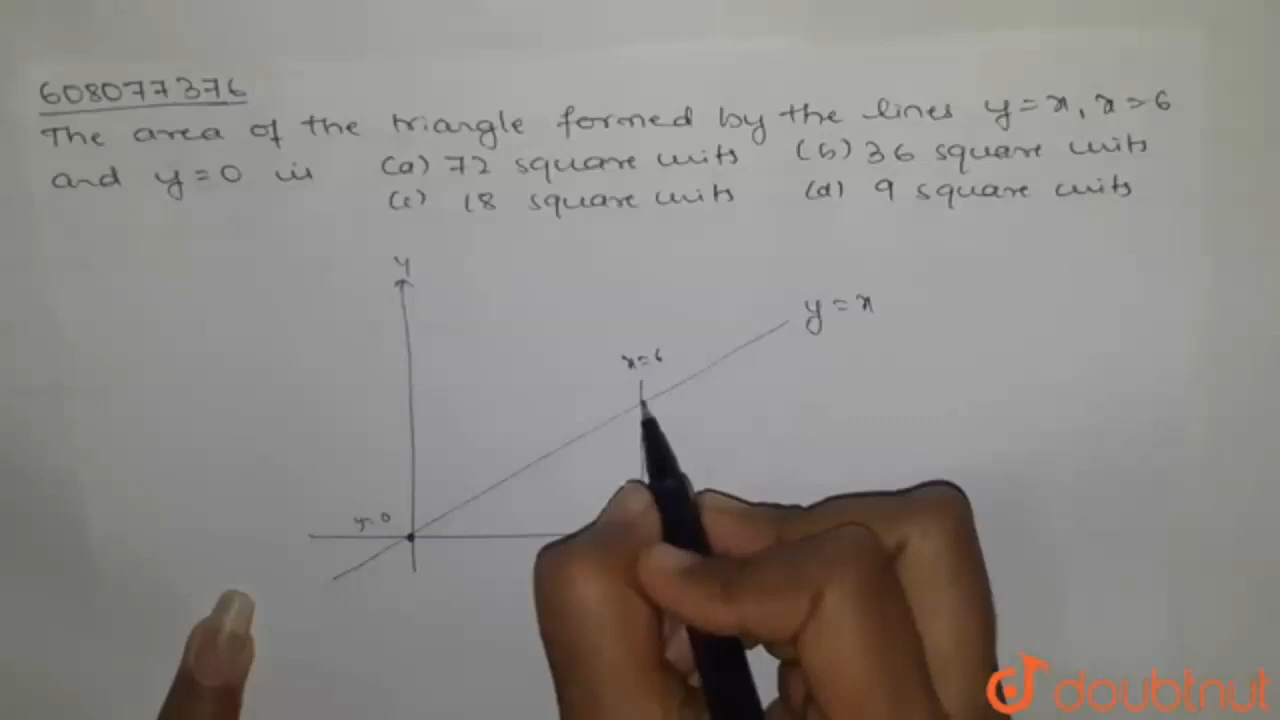 608077376
The area of the triangle formed by the lines y=x, x=6
and y=0 is (a) 72 square units (b) 36 square units
(c) 18 square units (d) 9 square units
y
y=x
x=6
y=0
doubtnut